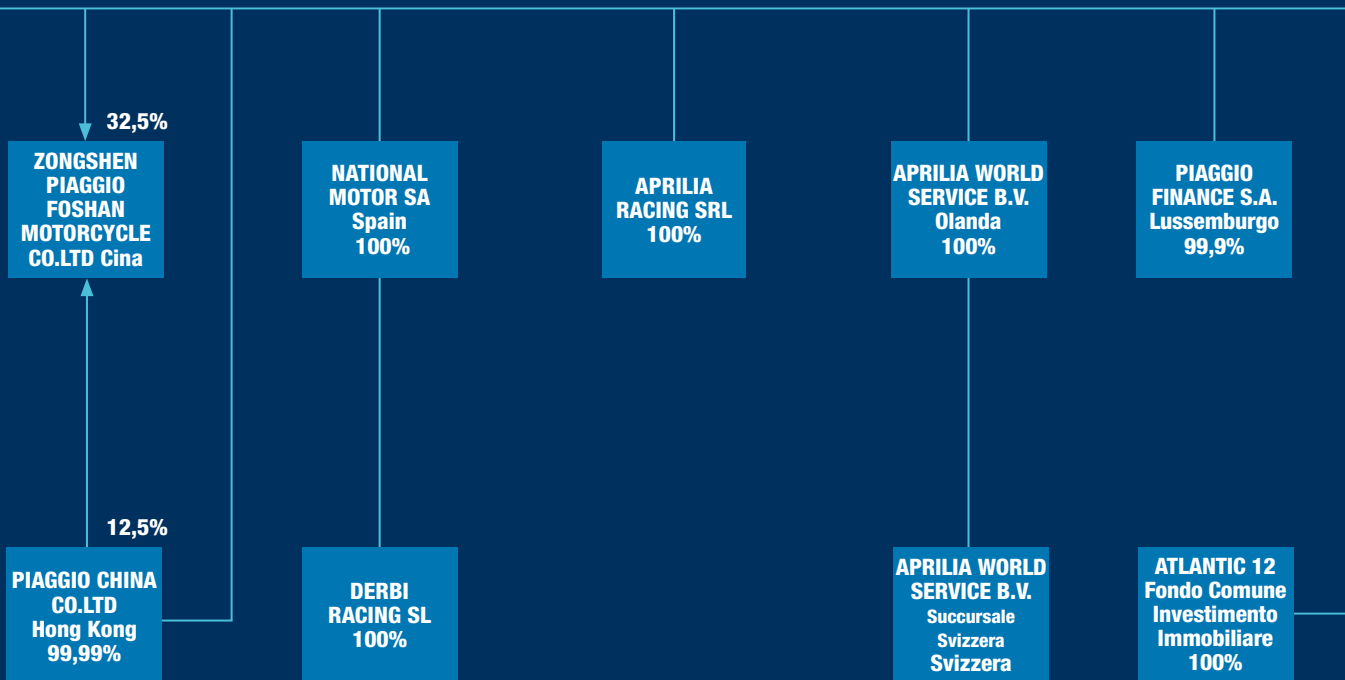 32,5%
ZONGSHEN
PIAGGIO
FOSHAN
MOTORCYCLE
CO.LTD Cina
NATIONAL
MOTOR SA
Spain
100%
APRILIA
RACING SRL
100%
APRILIA WORLD
SERVICE B.V.
Olanda
100%
PIAGGIO
FINANCE S.A.
Lussemburgo
99,9%
12,5%
PIAGGIO CHINA
CO.LTD
Hong Kong
99,99%
DERBI
RACING SL
100%
APRILIA WORLD
SERVICE B.V.
Succursale
Svizzera
Svizzera
ATLANTIC 12
Fondo Comune
Investimento
Immobiliare
100%